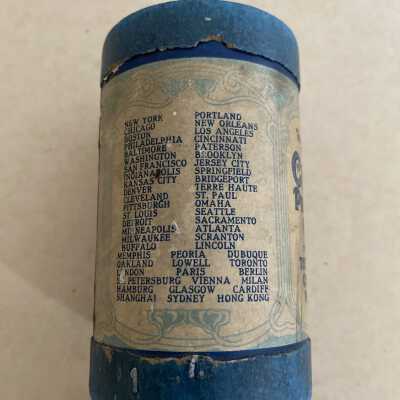 NEW YORK PORTLAND
CHICAGO NEW ORLEANS
BOSTON LOS ANGELES
PHILADELPHIA CINCINNATI
BALTIMORE PATERSON
WASHINGTON BROOKLYN
SAN FRANCISCO JERSEY CITY
INDIANAPOLIS SPRINGFIELD
KANSAS CITY BRIDGEPORT
DENVER TERRE HAUTE
CLEVELAND ST. PAUL
PITTSBURGH OMAHA
ST. LOUIS SEATTLE
DETROIT SACRAMENTO
MINNEAPOLIS ATLANTA
MILWAUKEE SCRANTON
BUFFALO LINCOLN
MEMPHIS PEORIA DUBUQUE
OAKLAND LOWELL TORONTO
LONDON PARIS BERLIN
PETERSBURG VIENNA MILAN
HAMBURG GLASGOW CARDIFF
SHANGHAI SYDNEY HONG KONG